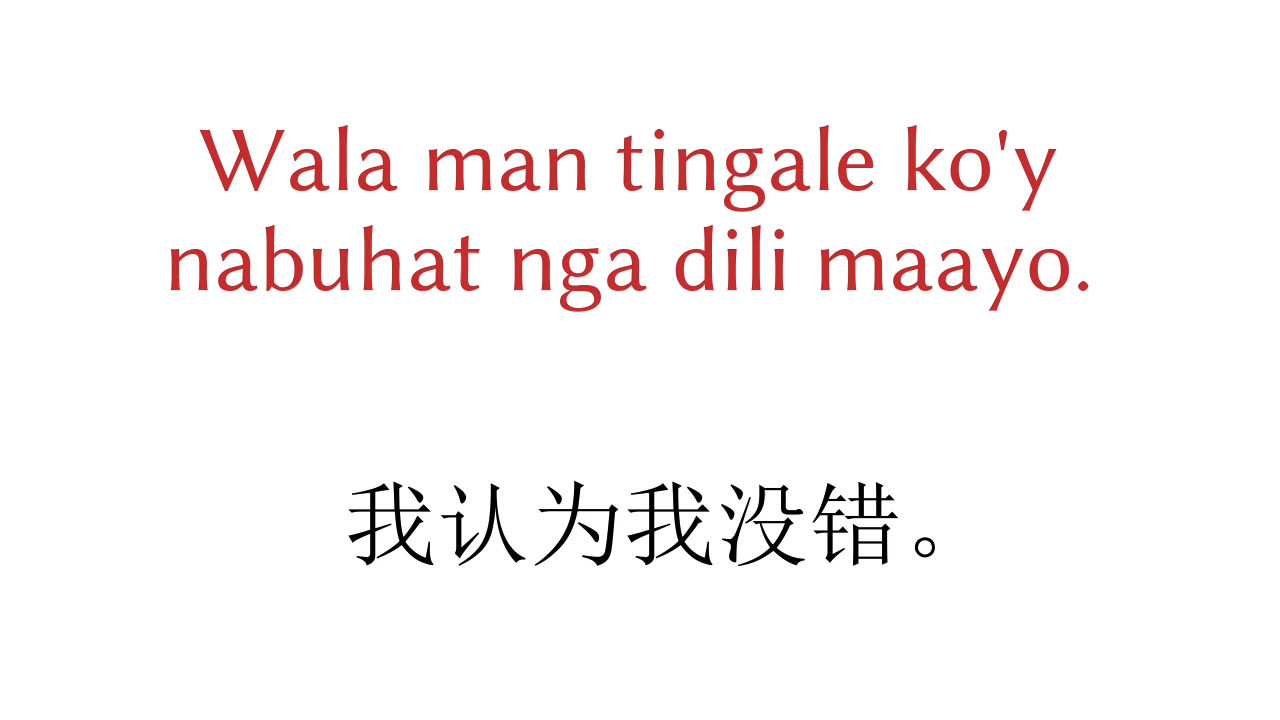 Wala man tingale ko'y
nabuhat nga dili maayo.
我认为我没错。